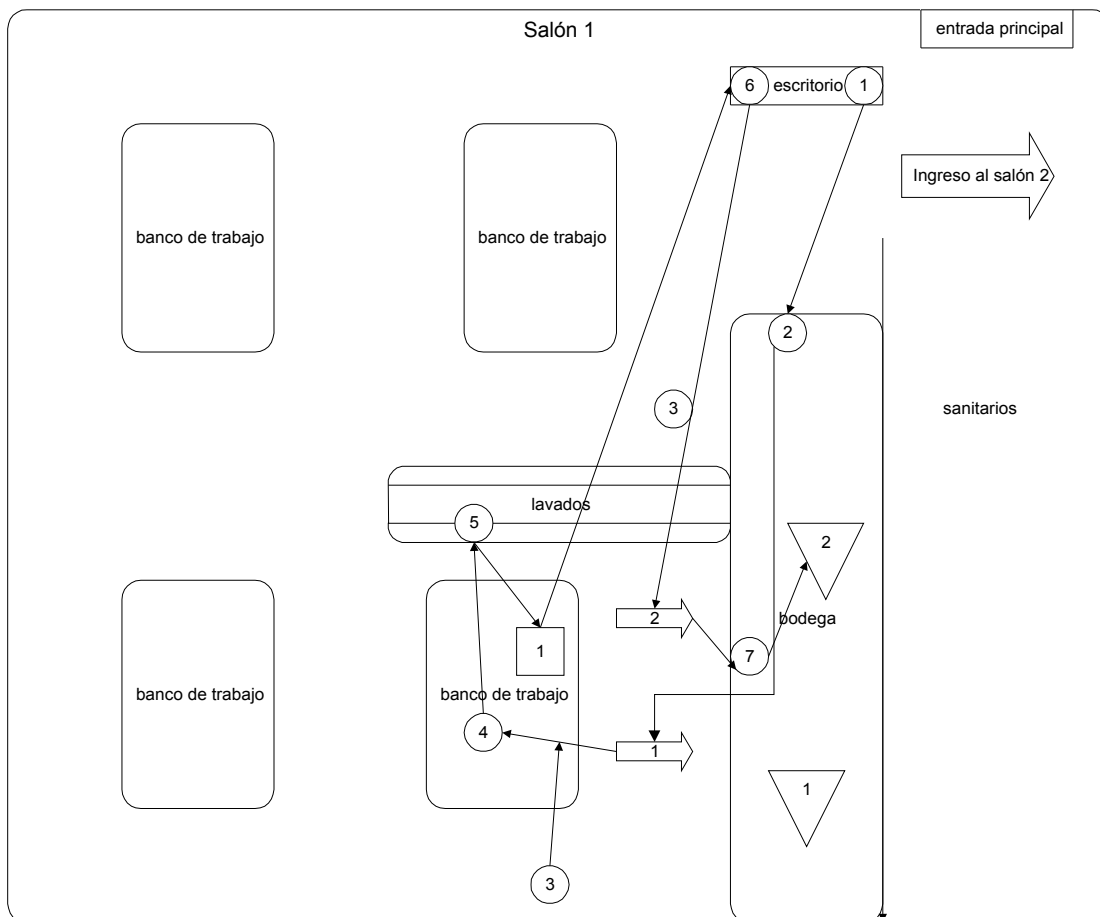 Salón 1
entrada principal
6
escritorio
1
Ingreso al salón 2
banco de trabajo
banco de trabajo
2
3
sanitarios
lavados
5
2
2
bodega
1
7
banco de trabajo
banco de trabajo
4
1
1
3